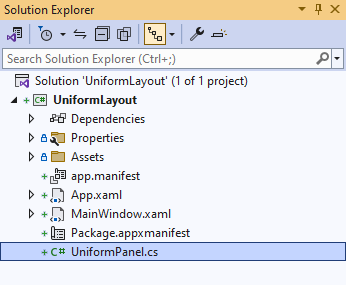 Solution Explorer
Search Solution Explorer (Ctrl+;)
Solution 'UniformLayout' (1 of 1 project)
C# UniformLayout
Dependencies
Properties
Assets
app.manifest
App.xaml
MainWindow.xaml
Package.appxmanifest
C# UniformPanel.cs